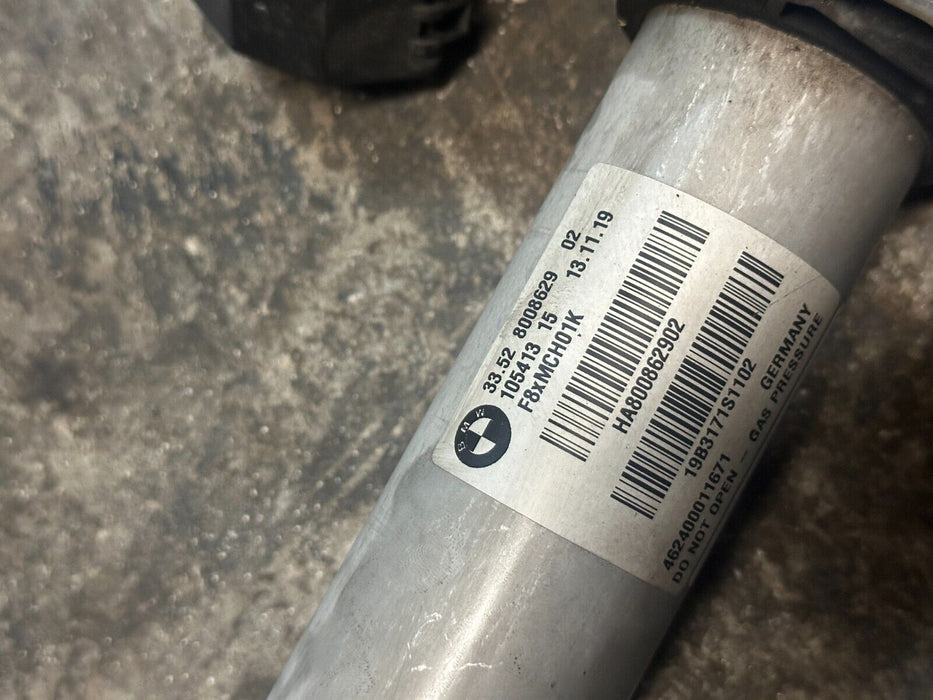 BMW
33.52 8008629 02
105413 15 13.11.19
F8xMCH01K
HA800862902
19B3171S1102
462400011671 GERMANY
DO NOT OPEN - GAS PRESSURE